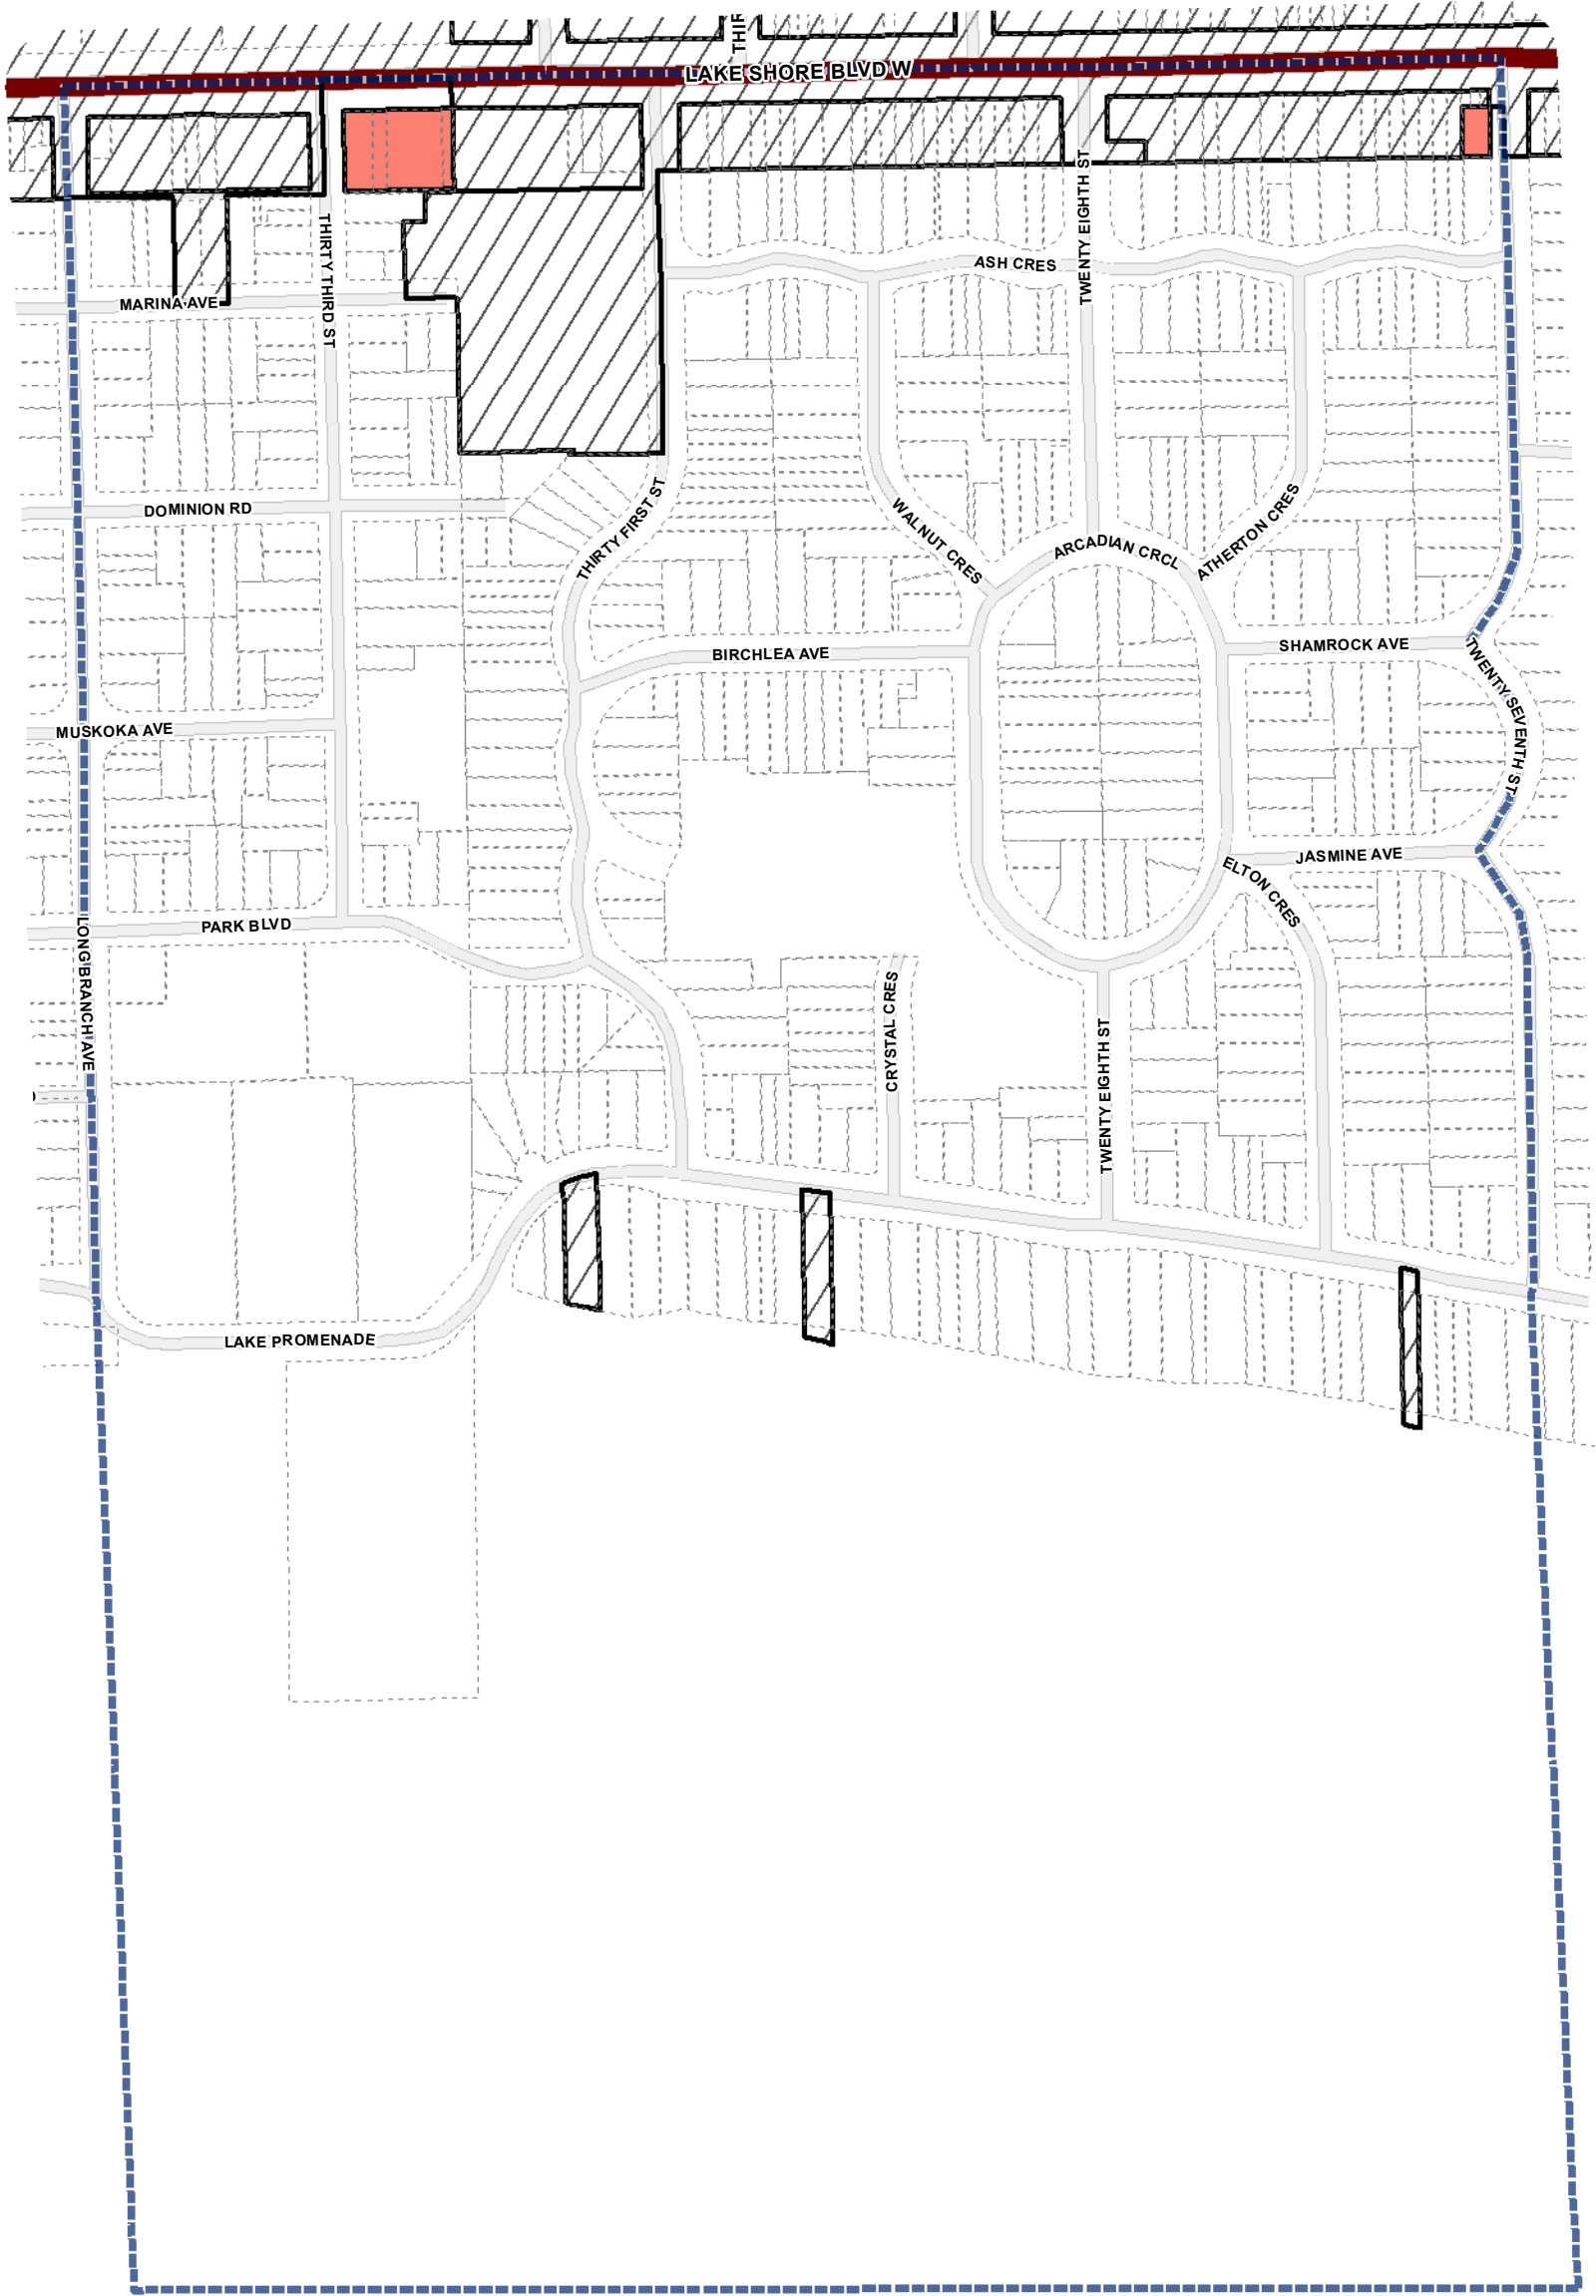 THIR
LAKE SHORE BLVD W
TWENTY EIGHTH ST
ASH CRES
THIRTY THIRD ST
MARINA AVE
DOMINION RD
THIRTY FIRST ST
WALNUT CRES
ARCADIAN CRCL
ATHERTON CRES
BIRCHLEA AVE
SHAMROCK AVE
TWENTY SEVENTH ST
MUSKOKA AVE
JASMINE AVE
ELTON CRES
PARK BLVD
LONG BRANCH AVE
CRYSTAL CRES
TWENTY EIGHTH ST
LAKE PROMENADE